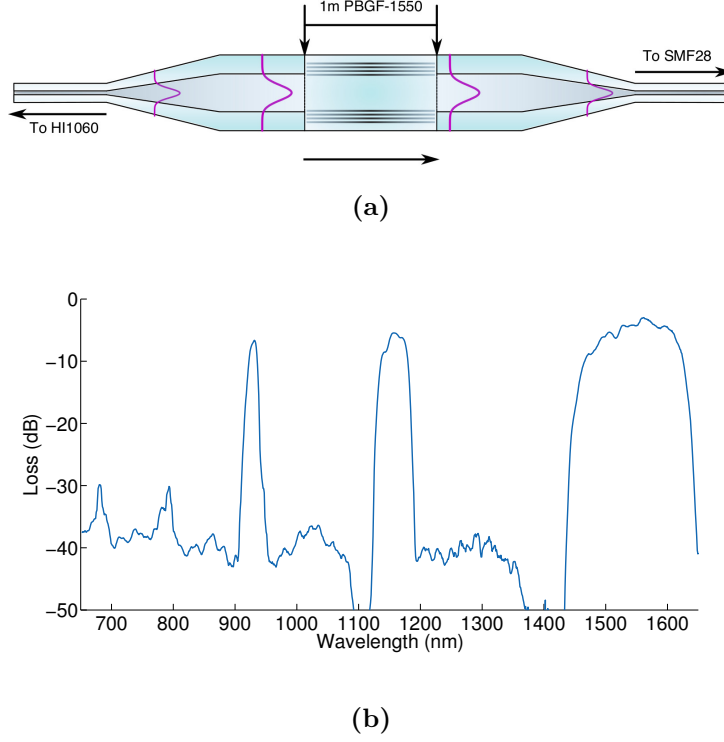 1m PBGF-1550
To SMF28
To HI1060
(a)
0
−10
−20
−30
−40
−50
Loss (dB)
700 800 900 1000 1100 1200 1300 1400 1500 1600
Wavelength (nm)
(b)